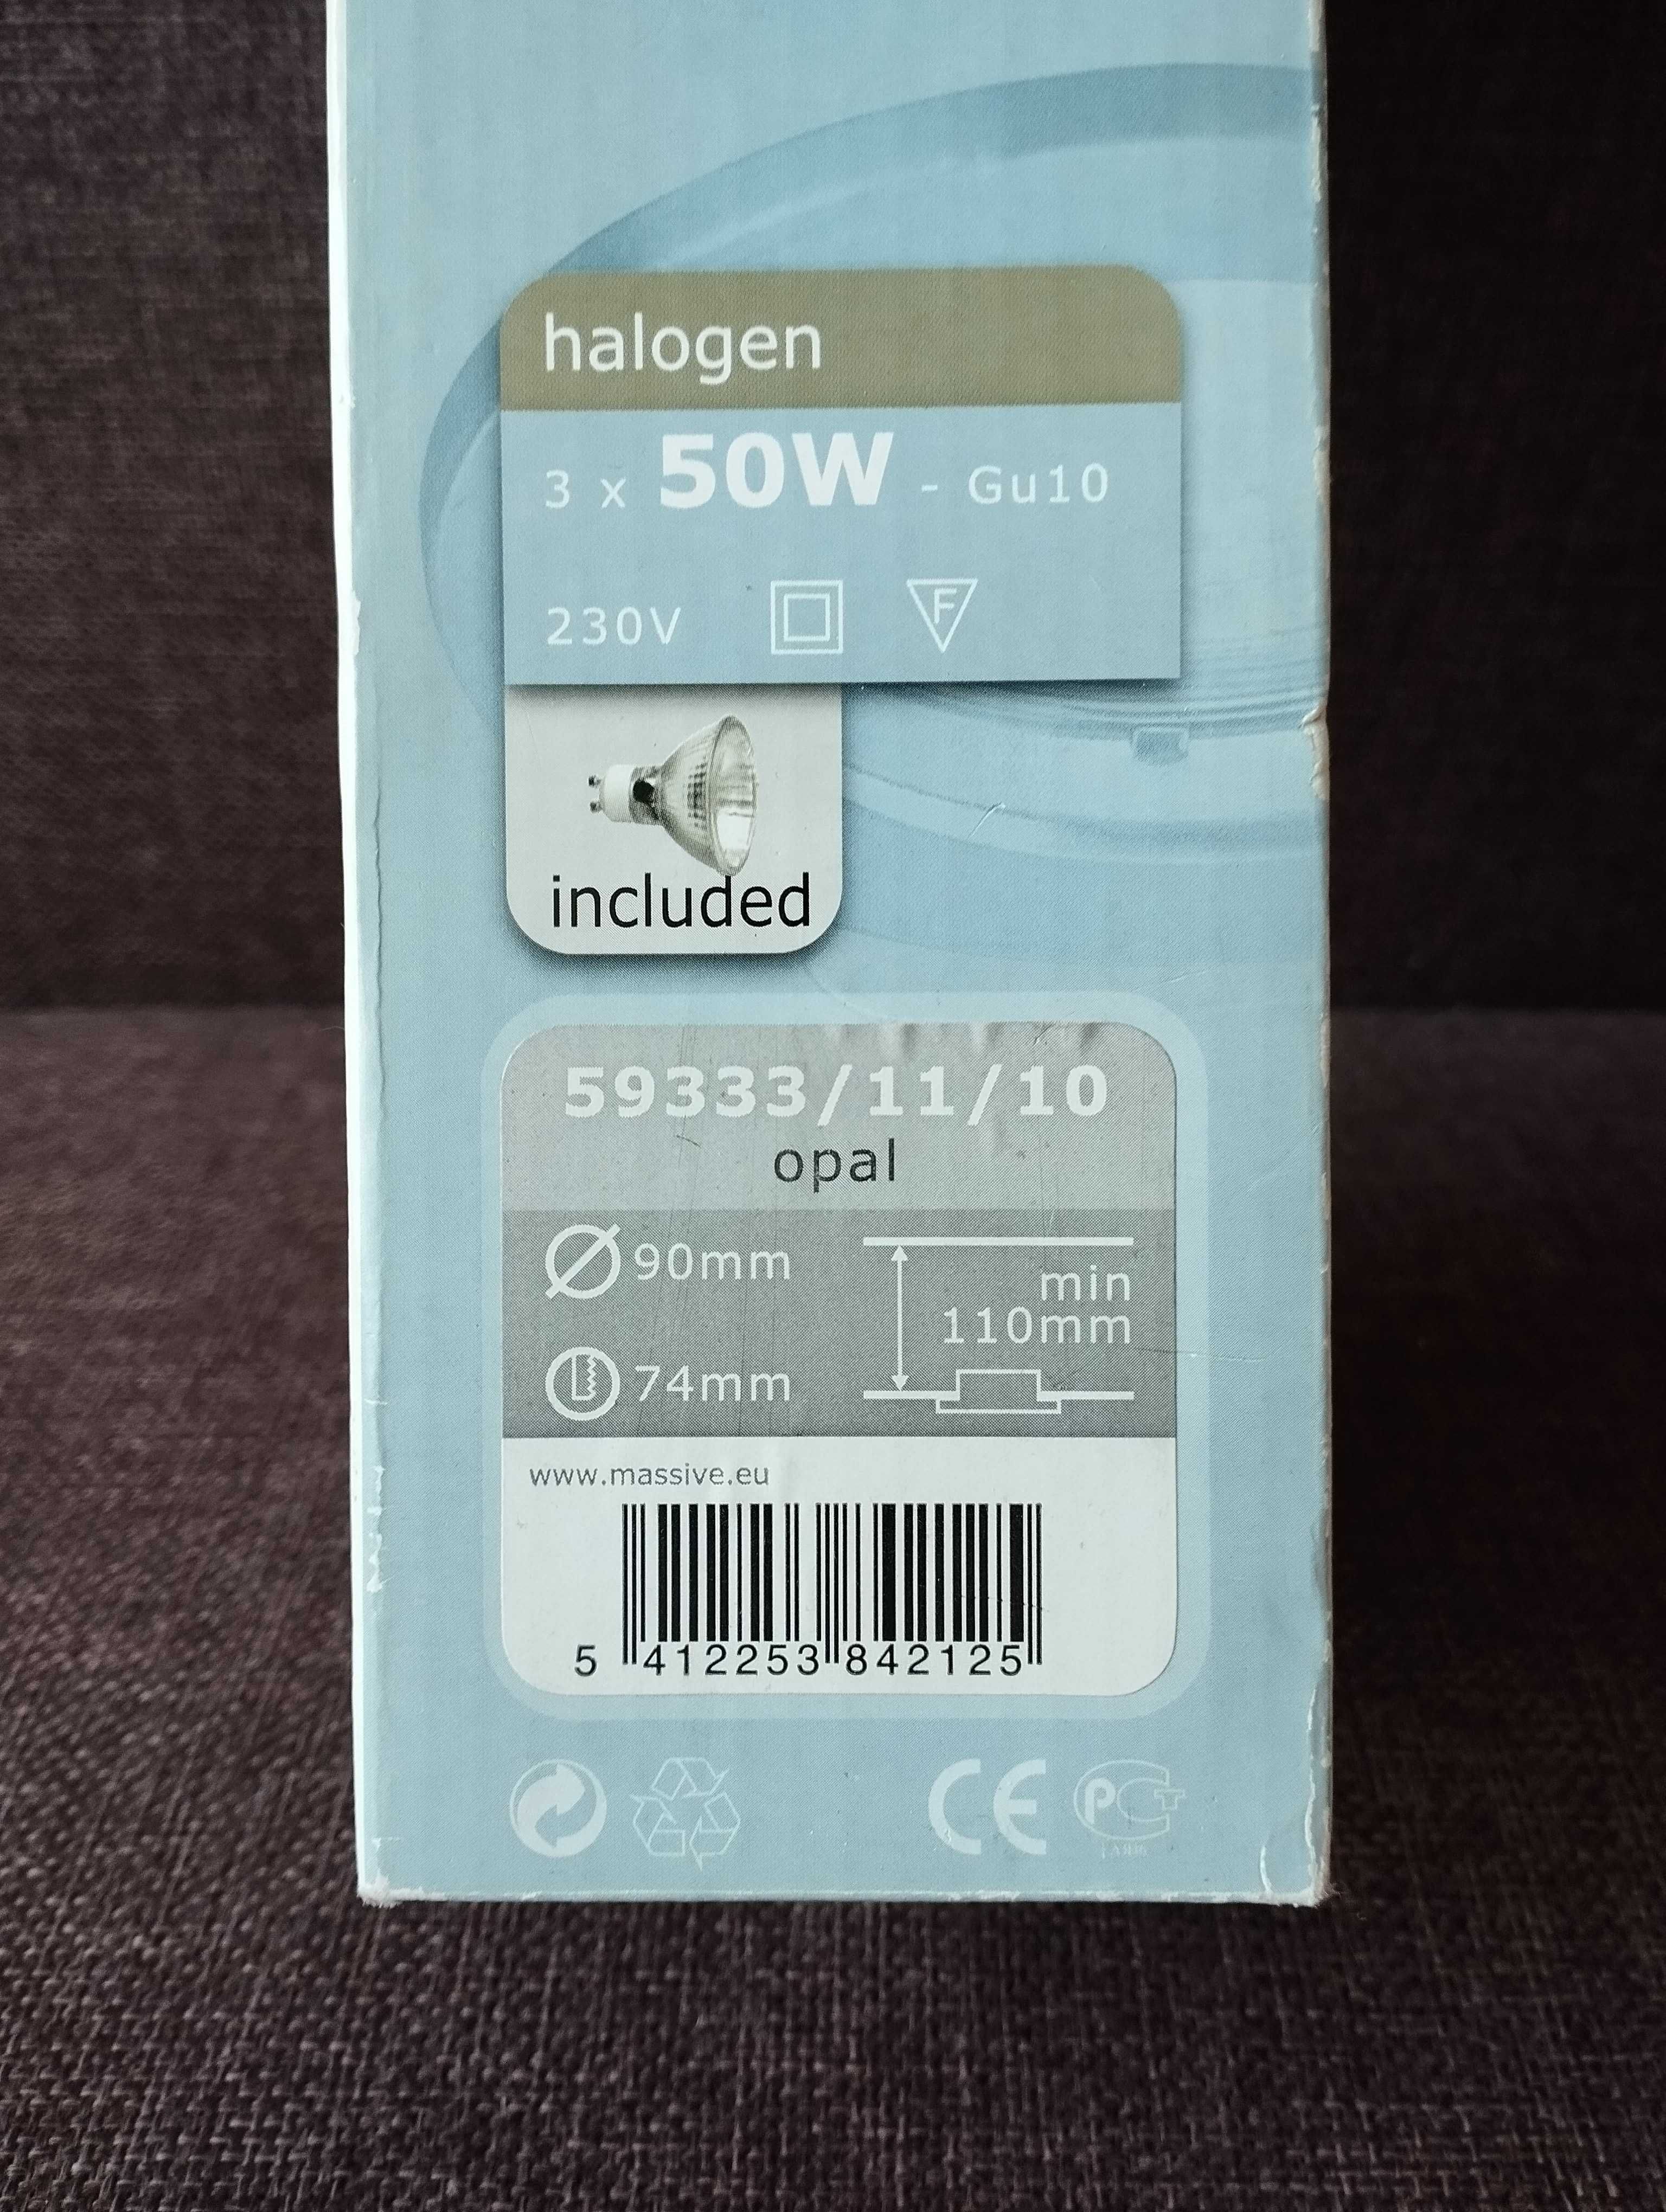 halogen
3 x 50W - Gu10
230V
F
included
59333/11/10
opal
90mm
min
110mm
74mm
www.massive.eu
5 412253 842125
CE